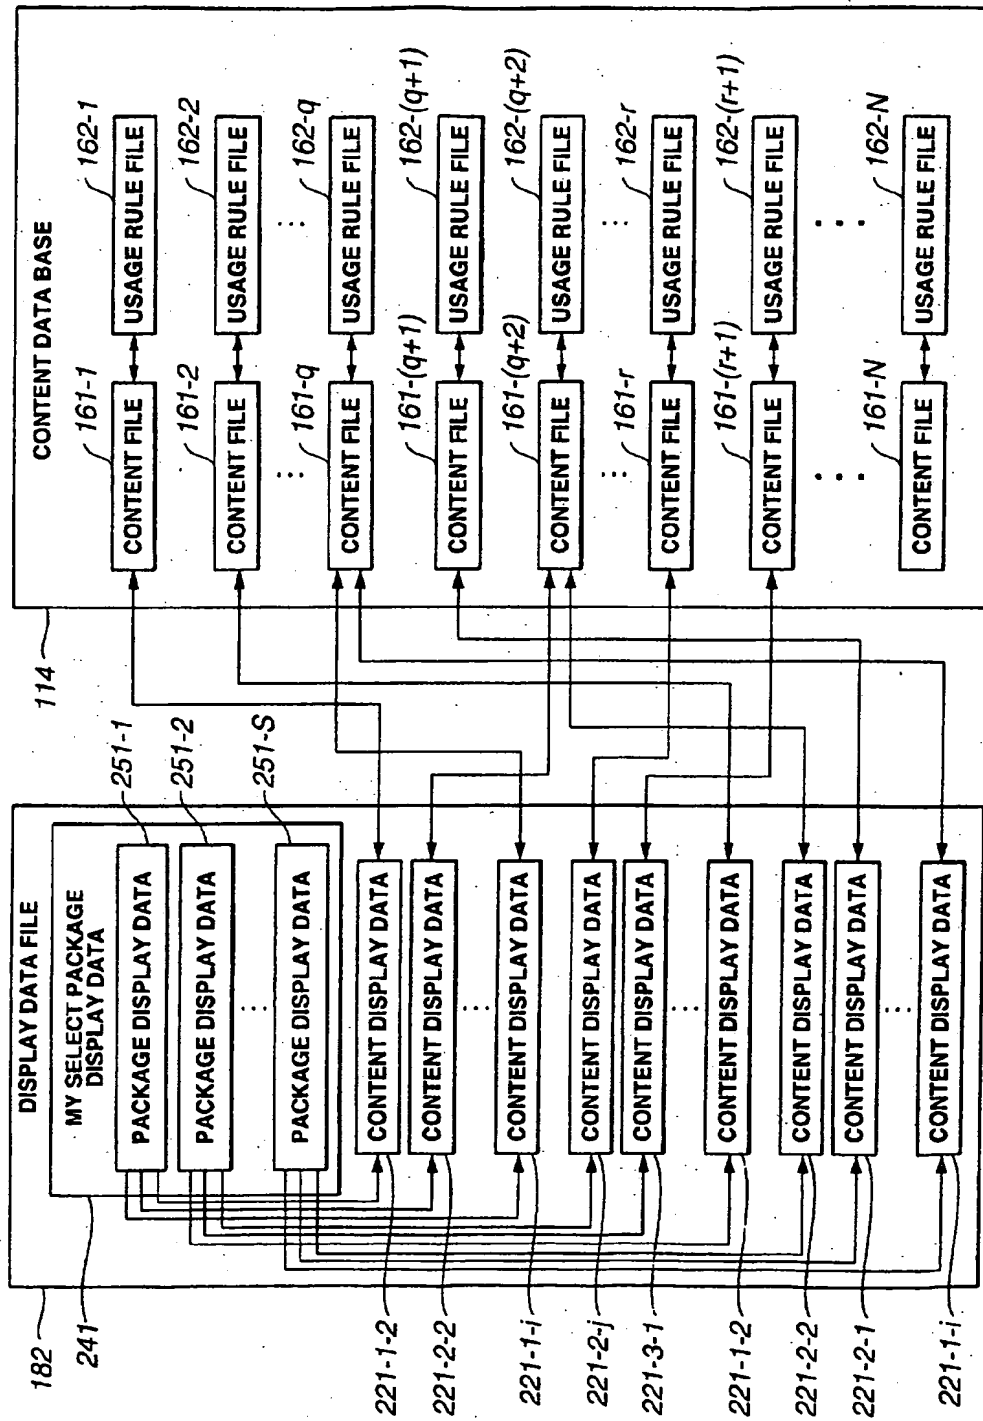 DISPLAY DATA FILE
182
MY SELECT PACKAGE
DISPLAY DATA
241
PACKAGE DISPLAY DATA
251-1
PACKAGE DISPLAY DATA
251-2
⋮
PACKAGE DISPLAY DATA
251-S
221-1-2
CONTENT DISPLAY DATA
221-2-2
CONTENT DISPLAY DATA
⋮
221-1-i
CONTENT DISPLAY DATA
221-2-j
CONTENT DISPLAY DATA
221-3-1
CONTENT DISPLAY DATA
⋮
221-1-2
CONTENT DISPLAY DATA
221-2-2
CONTENT DISPLAY DATA
221-2-1
CONTENT DISPLAY DATA
⋮
221-1-i
CONTENT DISPLAY DATA
114
CONTENT DATA BASE
161-1
162-1
CONTENT FILE
USAGE RULE FILE
161-2
162-2
CONTENT FILE
USAGE RULE FILE
⋮ ⋮
161-q
162-q
CONTENT FILE
USAGE RULE FILE
161-(q+1)
162-(q+1)
CONTENT FILE
USAGE RULE FILE
161-(q+2)
162-(q+2)
CONTENT FILE
USAGE RULE FILE
⋮ ⋮
161-r
162-r
CONTENT FILE
USAGE RULE FILE
161-(r+1)
162-(r+1)
CONTENT FILE
USAGE RULE FILE
⋮ ⋮
161-N
162-N
CONTENT FILE
USAGE RULE FILE